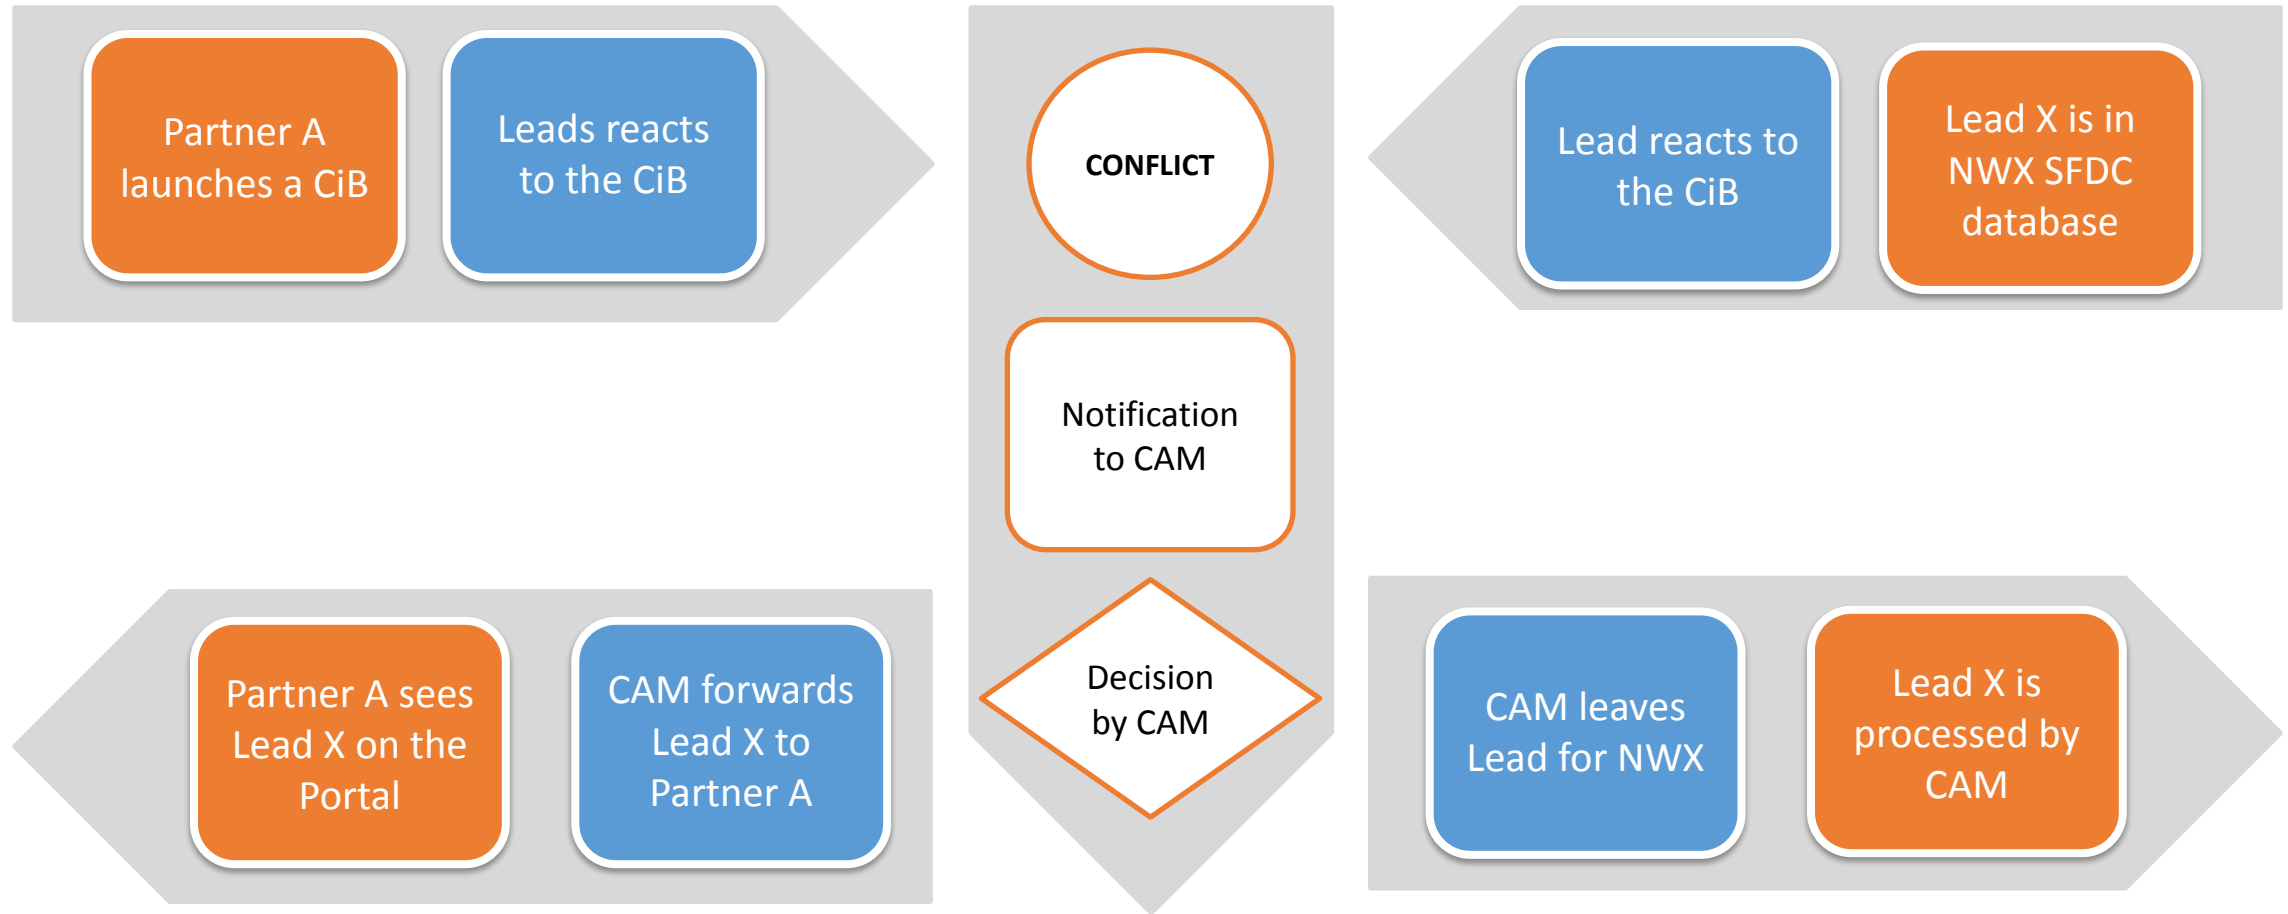 Partner A
launches a CiB
Leads reacts
to the CiB
CONFLICT
Lead reacts to
the CiB
Lead X is in
NWX SFDC
database
Notification
to CAM
Partner A sees
Lead X on the
Portal
CAM forwards
Lead X to
Partner A
Decision
by CAM
CAM leaves
Lead for NWX
Lead X is
processed by
CAM